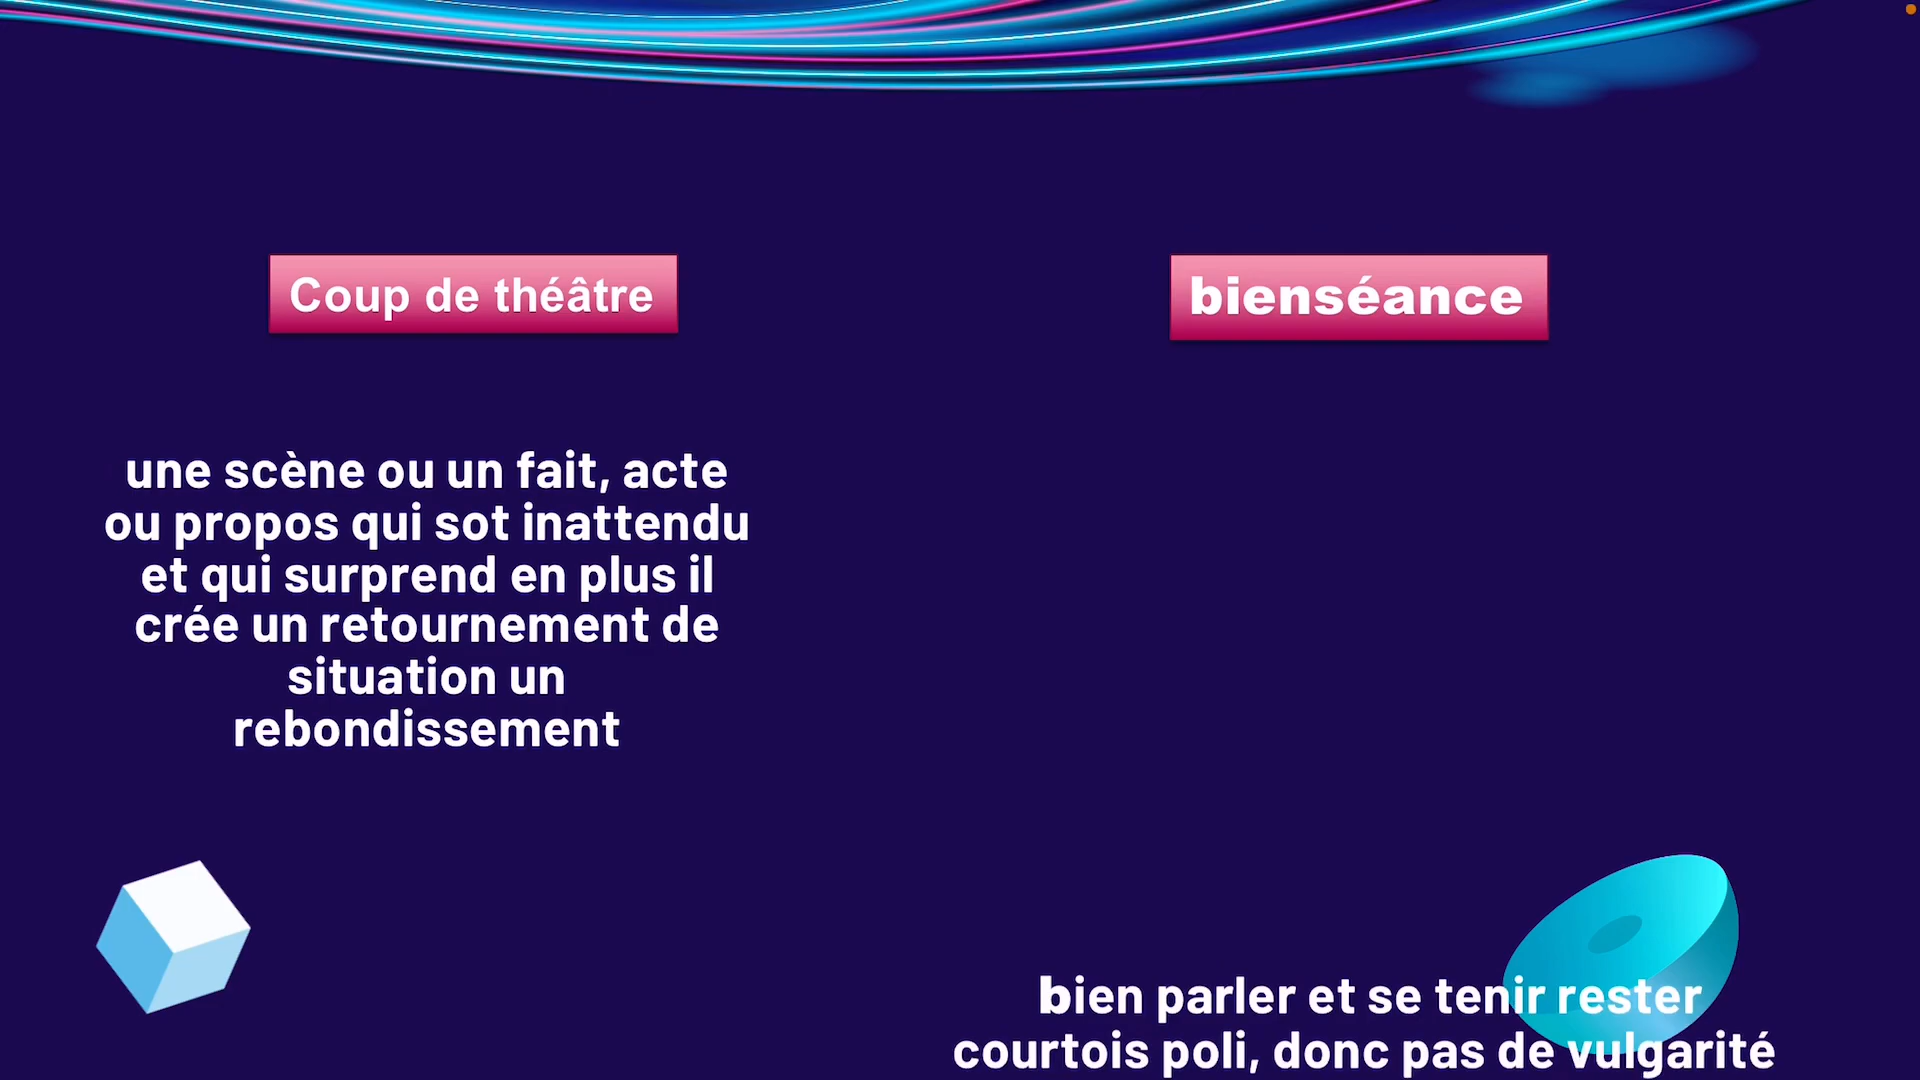 Coup de théâtre
une scène ou un fait, acte
ou propos qui sot inattendu
et qui surprend en plus il
crée un retournement de
situation un
rebondissement
bienséance
bien parler et se tenir rester
courtois poli, donc pas de vulgarité